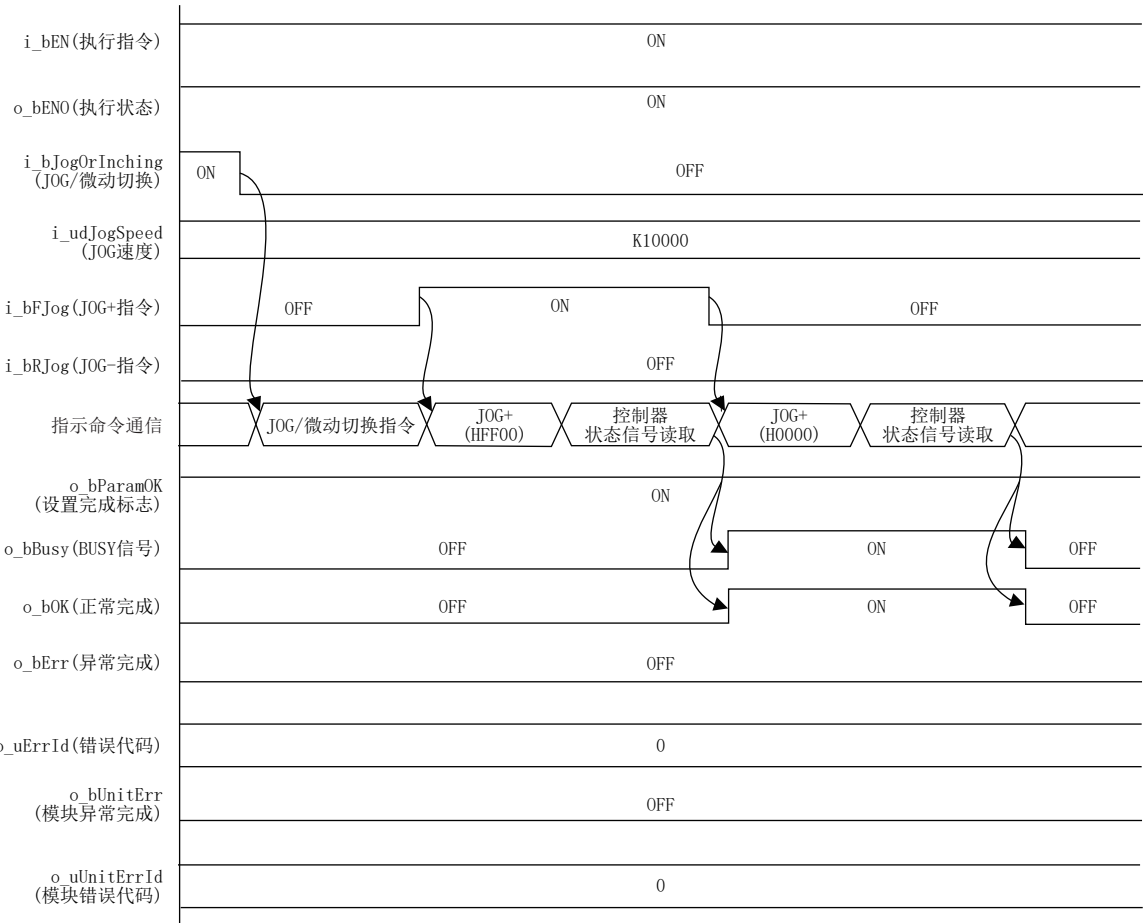 i_bEN(执行指令)
ON
o_bENO(执行状态)
ON
i_bJogOrInching
(JOG/微动切换)
ON
OFF
i_udJogSpeed
(JOG速度)
K10000
i_bFJog(JOG+指令)
OFF
ON
OFF
i_bRJog(JOG-指令)
OFF
指示命令通信
JOG/微动切换指令
JOG+
(HFF00)
控制器
状态信号读取
JOG+
(H0000)
控制器
状态信号读取
o_bParamOK
(设置完成标志)
ON
o_bBusy(BUSY信号)
OFF
ON
OFF
o_bOK(正常完成)
OFF
ON
OFF
o_bErr(异常完成)
OFF
o_uErrId(错误代码)
0
o_bUnitErr
(模块异常完成)
OFF
o_uUnitErrId
(模块错误代码)
0